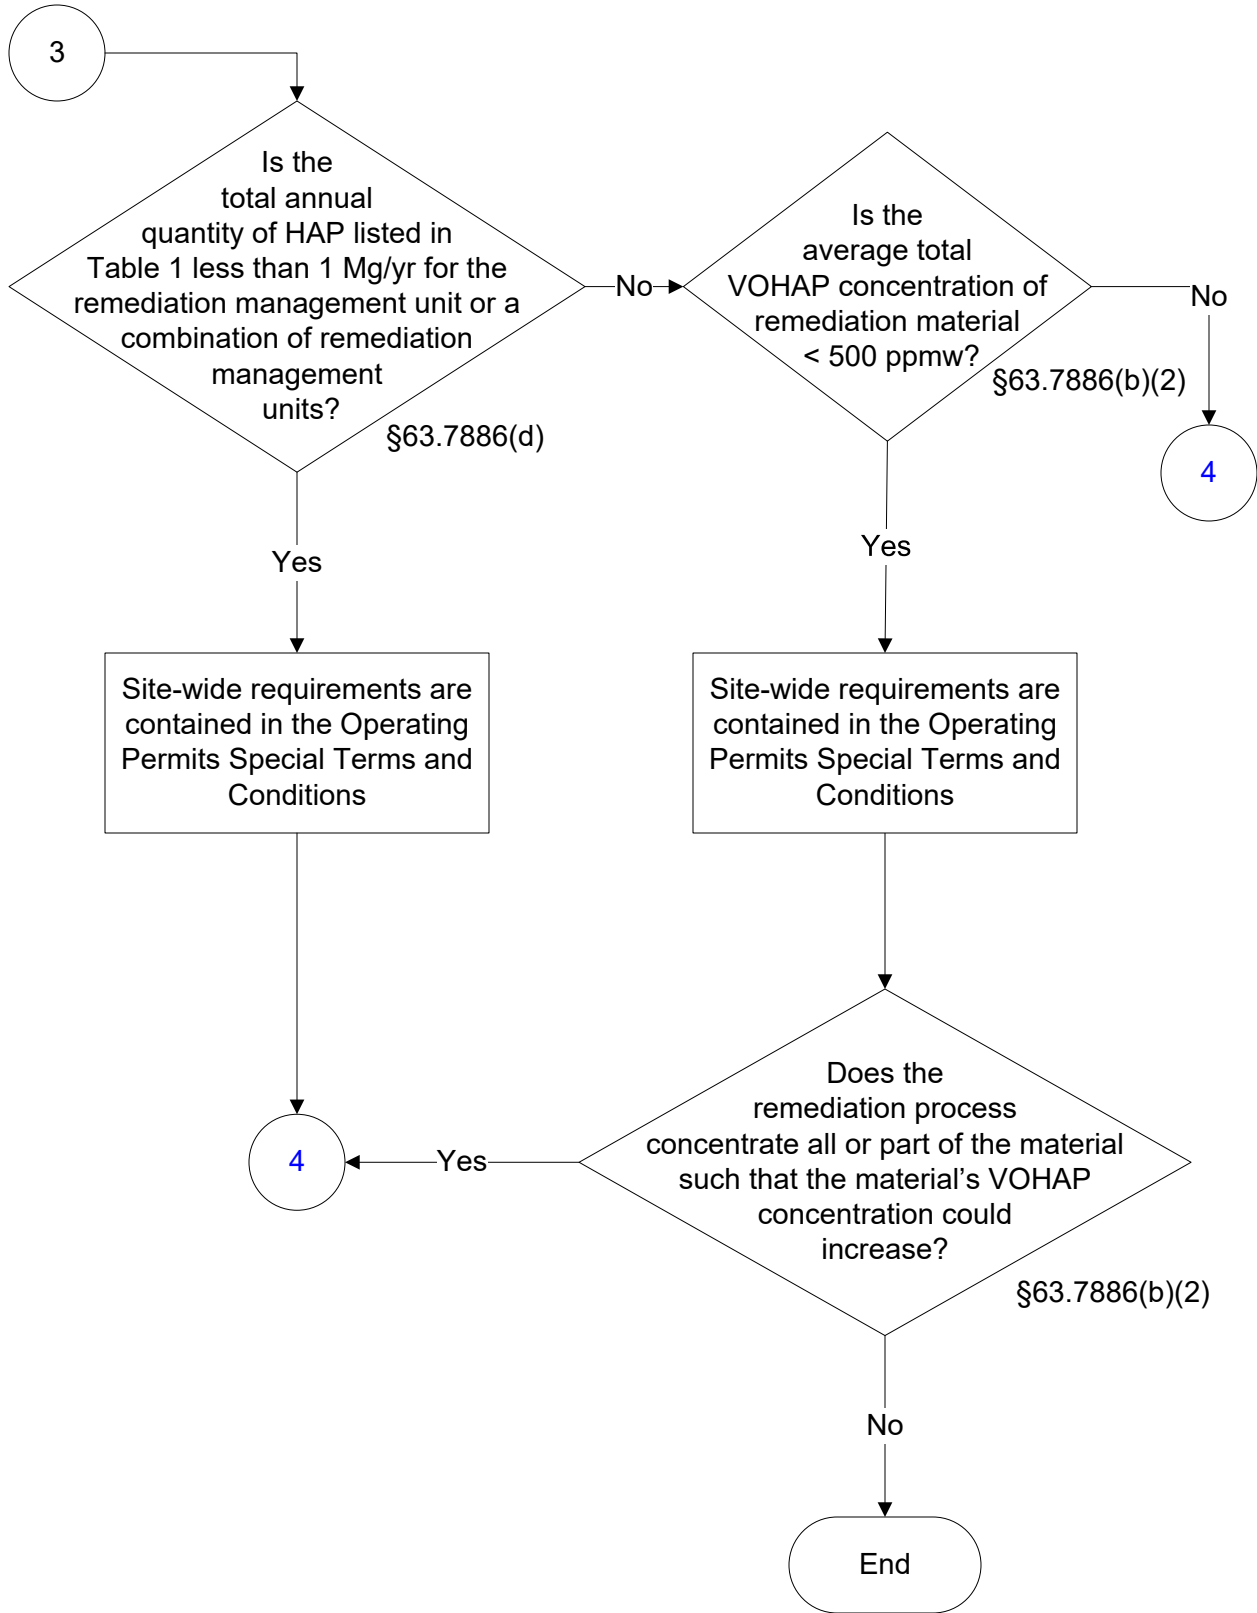 3
Is the
total annual
quantity of HAP listed in
Table 1 less than 1 Mg/yr for the
remediation management unit or a
combination of remediation
management
units?
§63.7886(d)
No
Is the
average total
VOHAP concentration of
remediation material
< 500 ppmw?
§63.7886(b)(2)
No
4
Yes
Yes
Site-wide requirements are
contained in the Operating
Permits Special Terms and
Conditions
Site-wide requirements are
contained in the Operating
Permits Special Terms and
Conditions
Does the
remediation process
concentrate all or part of the material
such that the material’s VOHAP
concentration could
increase?
§63.7886(b)(2)
Yes
4
No
End